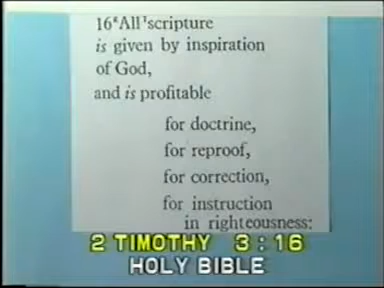 16 "All 'scripture
is given by inspiration
of God,
and is profitable
for doctrine,
for reproof,
for correction,
for instruction
in righteousness:
2 TIMOTHY 3:16
HOLY BIBLE